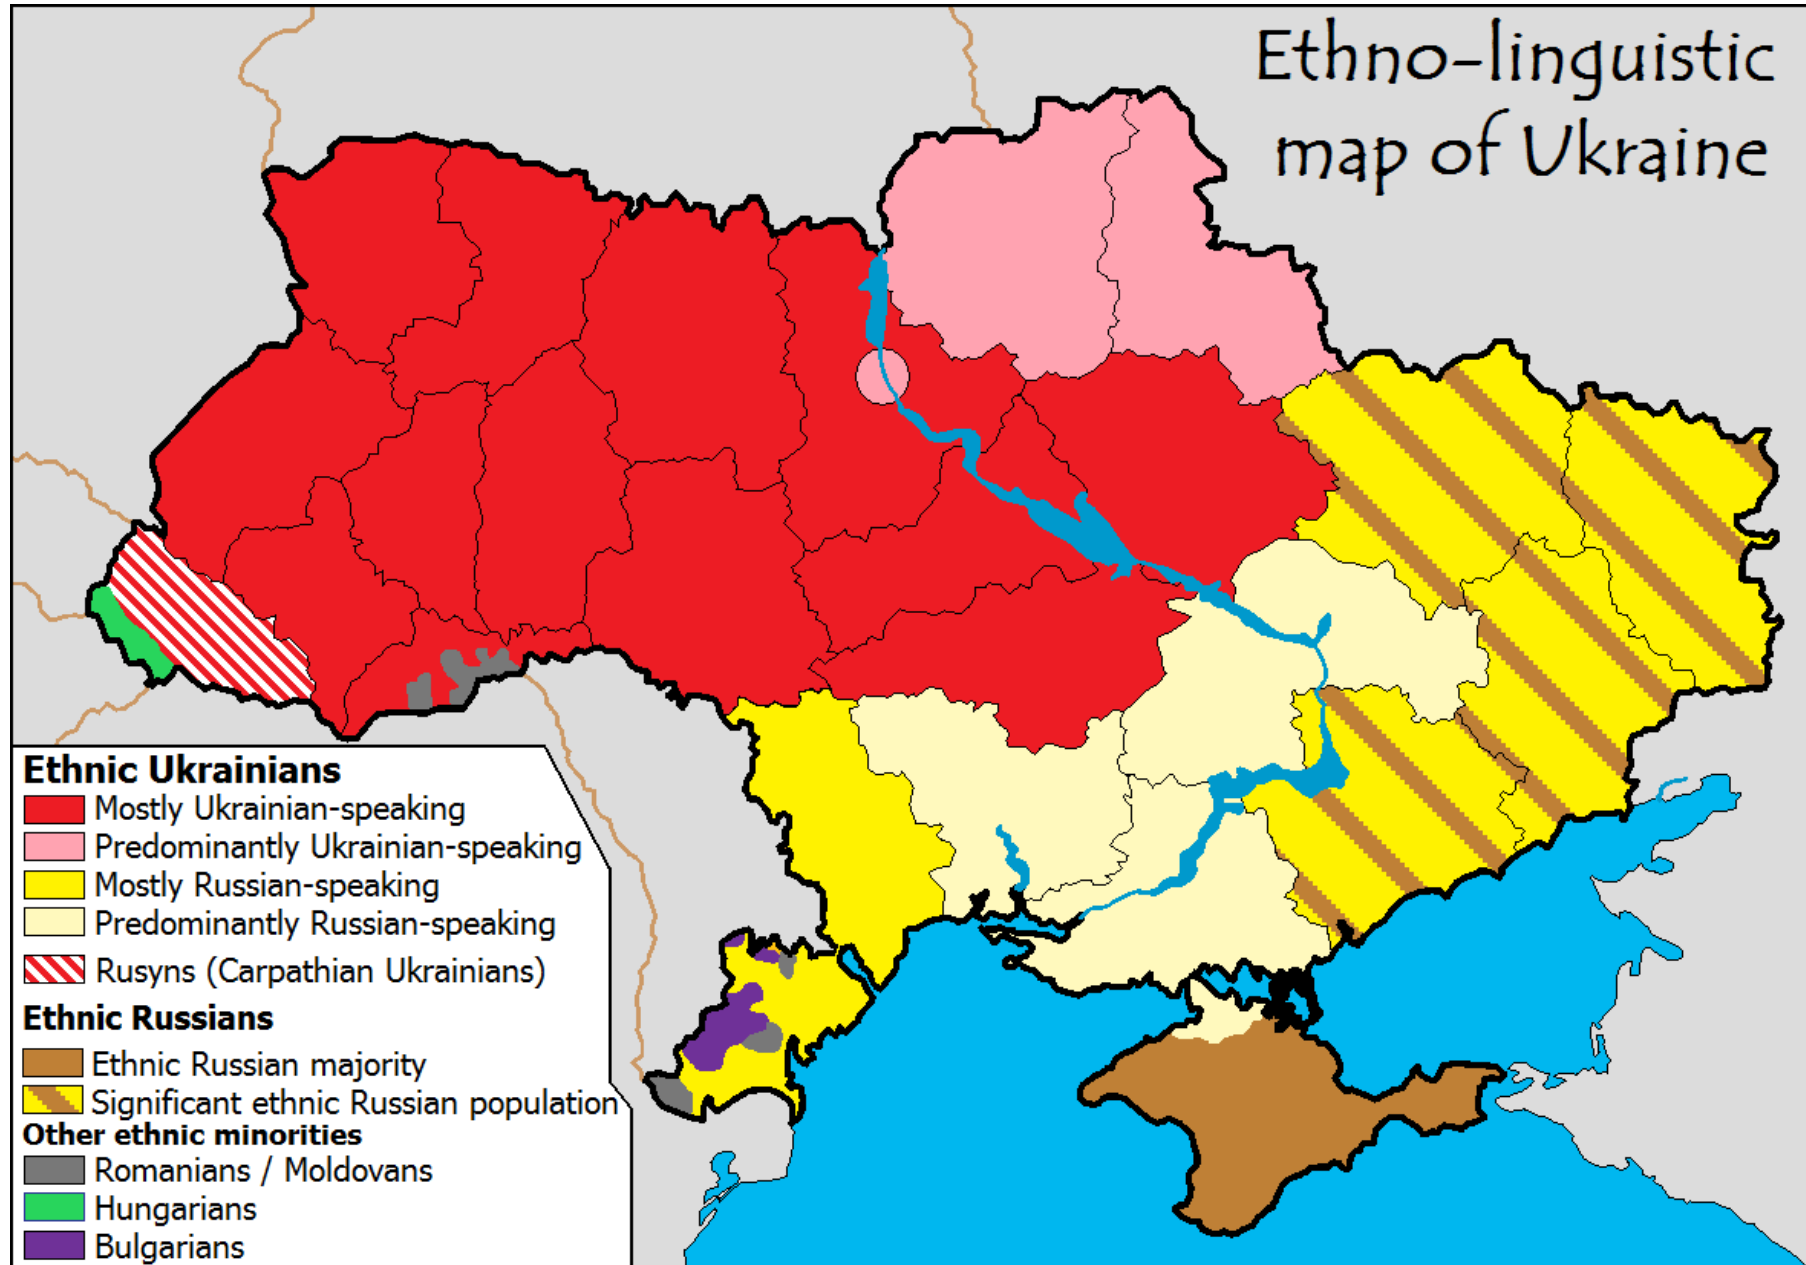 Ethno-linguistic
map of Ukraine
Ethnic Ukrainians
Mostly Ukrainian-speaking
Predominantly Ukrainian-speaking
Mostly Russian-speaking
Predominantly Russian-speaking
Rusyns (Carpathian Ukrainians)
Ethnic Russians
Ethnic Russian majority
Significant ethnic Russian population
Other ethnic minorities
Romanians / Moldovans
Hungarians
Bulgarians